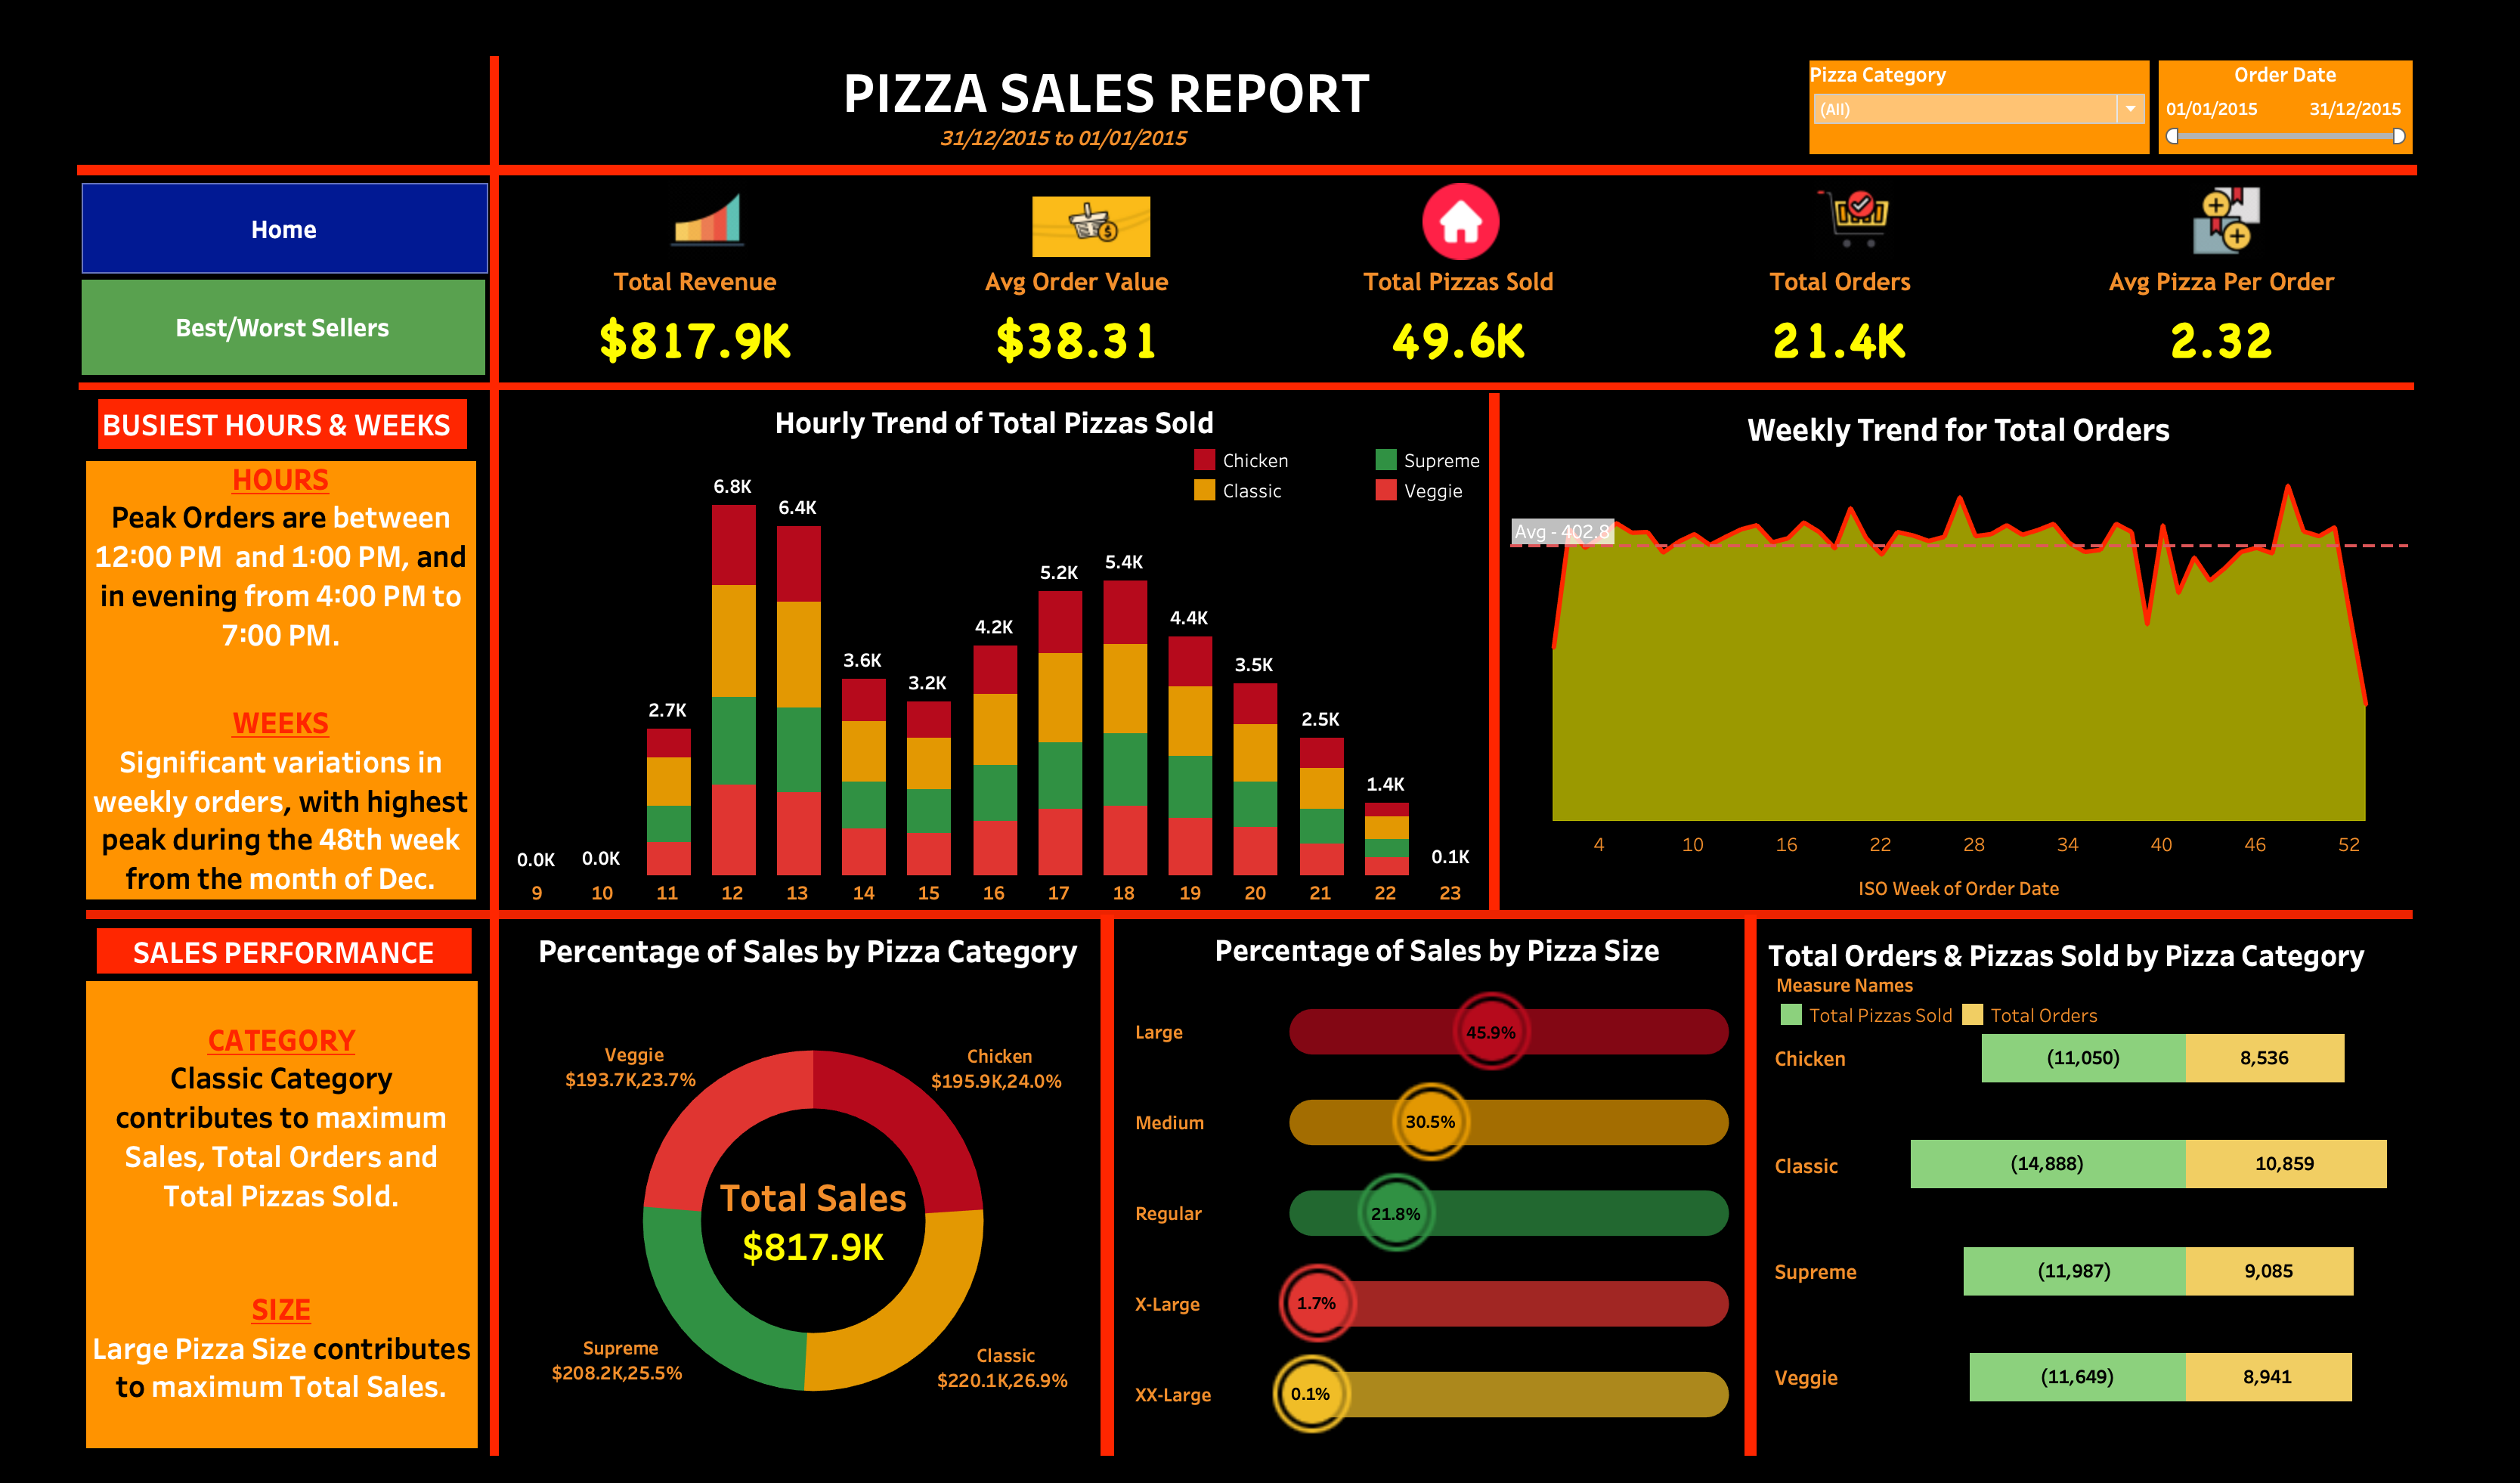 PIZZA SALES REPORT
31/12/2015 to 01/01/2015
Pizza Category
(All)
Order Date
01/01/2015 31/12/2015
Home
Best/Worst Sellers
Total Revenue
$817.9K
Avg Order Value
$38.31
Total Pizzas Sold
49.6K
Total Orders
21.4K
Avg Pizza Per Order
2.32
BUSIEST HOURS & WEEKS
HOURS
Peak Orders are between
12:00 PM and 1:00 PM, and
in evening from 4:00 PM to
7:00 PM.
WEEKS
Significant variations in
weekly orders, with highest
peak during the 48th week
from the month of Dec.
Hourly Trend of Total Pizzas Sold
Chicken Supreme
Classic Veggie
0.0K 0.0K 2.7K 6.8K 6.4K 3.6K 3.2K 4.2K 5.2K 5.4K 4.4K 3.5K 2.5K 1.4K 0.1K
9 10 11 12 13 14 15 16 17 18 19 20 21 22 23
Weekly Trend for Total Orders
Avg - 402.8
4 10 16 22 28 34 40 46 52
ISO Week of Order Date
SALES PERFORMANCE
CATEGORY
Classic Category
contributes to maximum
Sales, Total Orders and
Total Pizzas Sold.
SIZE
Large Pizza Size contributes
to maximum Total Sales.
Percentage of Sales by Pizza Category
Veggie
$193.7K,23.7%
Chicken
$195.9K,24.0%
Total Sales
$817.9K
Supreme
$208.2K,25.5%
Classic
$220.1K,26.9%
Percentage of Sales by Pizza Size
Large 45.9%
Medium 30.5%
Regular 21.8%
X-Large 1.7%
XX-Large 0.1%
Total Orders & Pizzas Sold by Pizza Category
Measure Names
Total Pizzas Sold Total Orders
Chicken (11,050) 8,536
Classic (14,888) 10,859
Supreme (11,987) 9,085
Veggie (11,649) 8,941